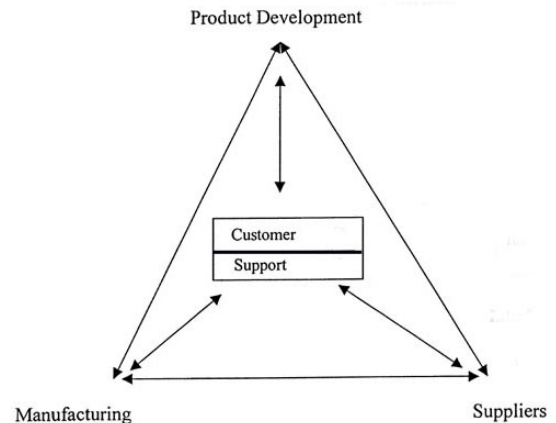 Product Development
Customer
Support
Manufacturing
Suppliers